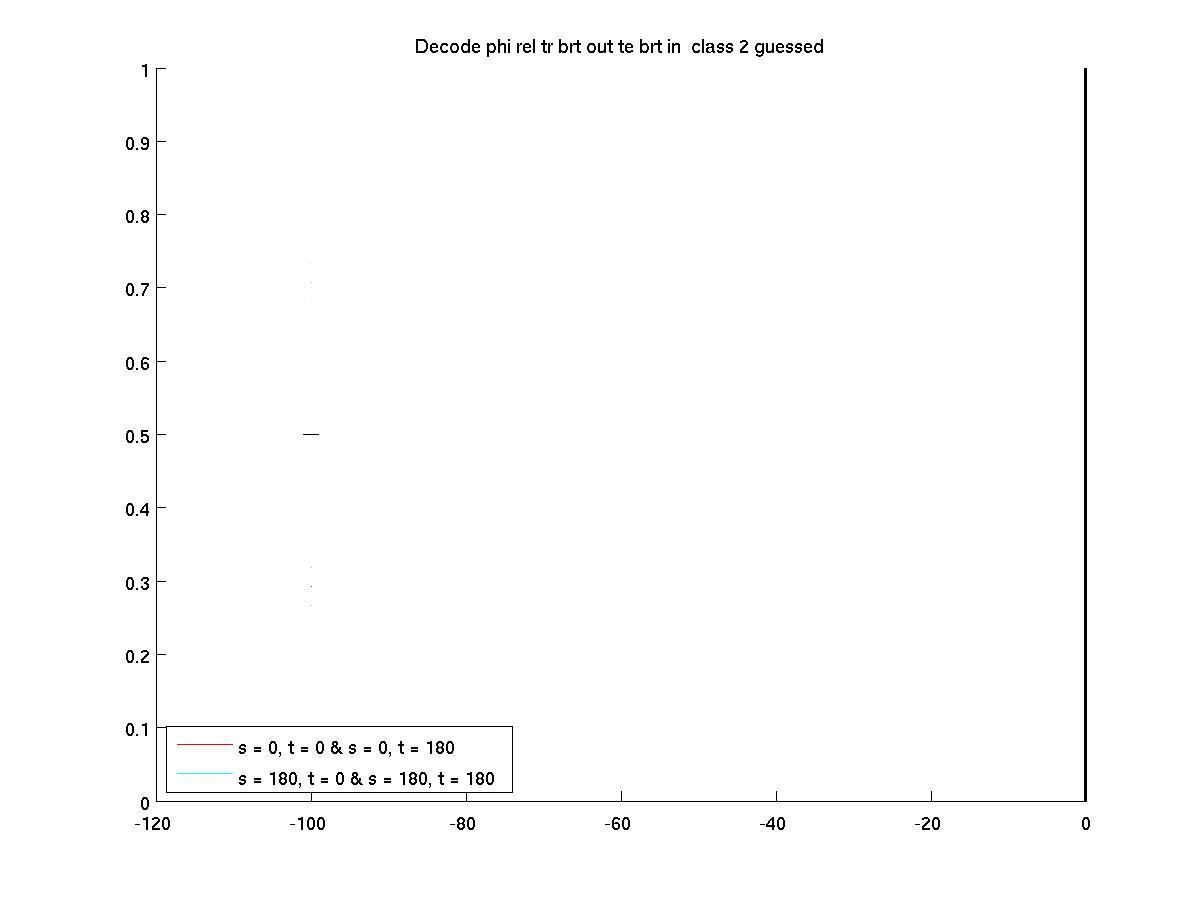 Decode phi rel tr brt out te brt in  class 2 guessed
1
0.9
0.8
0.7
0.6
0.5
0.4
0.3
0.2
0.1
0
s = 0, t = 0 & s = 0, t = 180
s = 180, t = 0 & s = 180, t = 180
-120 -100 -80 -60 -40 -20 0